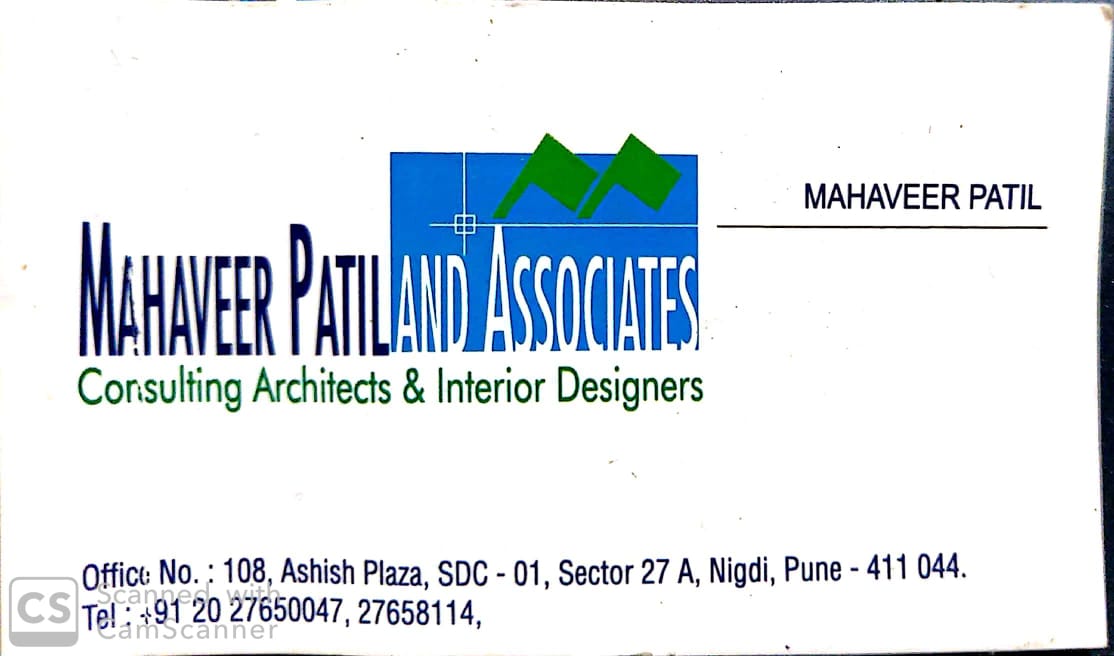 MAHAVEER PATIL
MAHAVEER PATIL AND ASSOCIATES
Consulting Architects & Interior Designers
Office No. : 108, Ashish Plaza, SDC - 01, Sector 27 A, Nigdi, Pune - 411 044.
Tel : +91 20 27650047, 27658114,
CS Scanned with
CamScanner